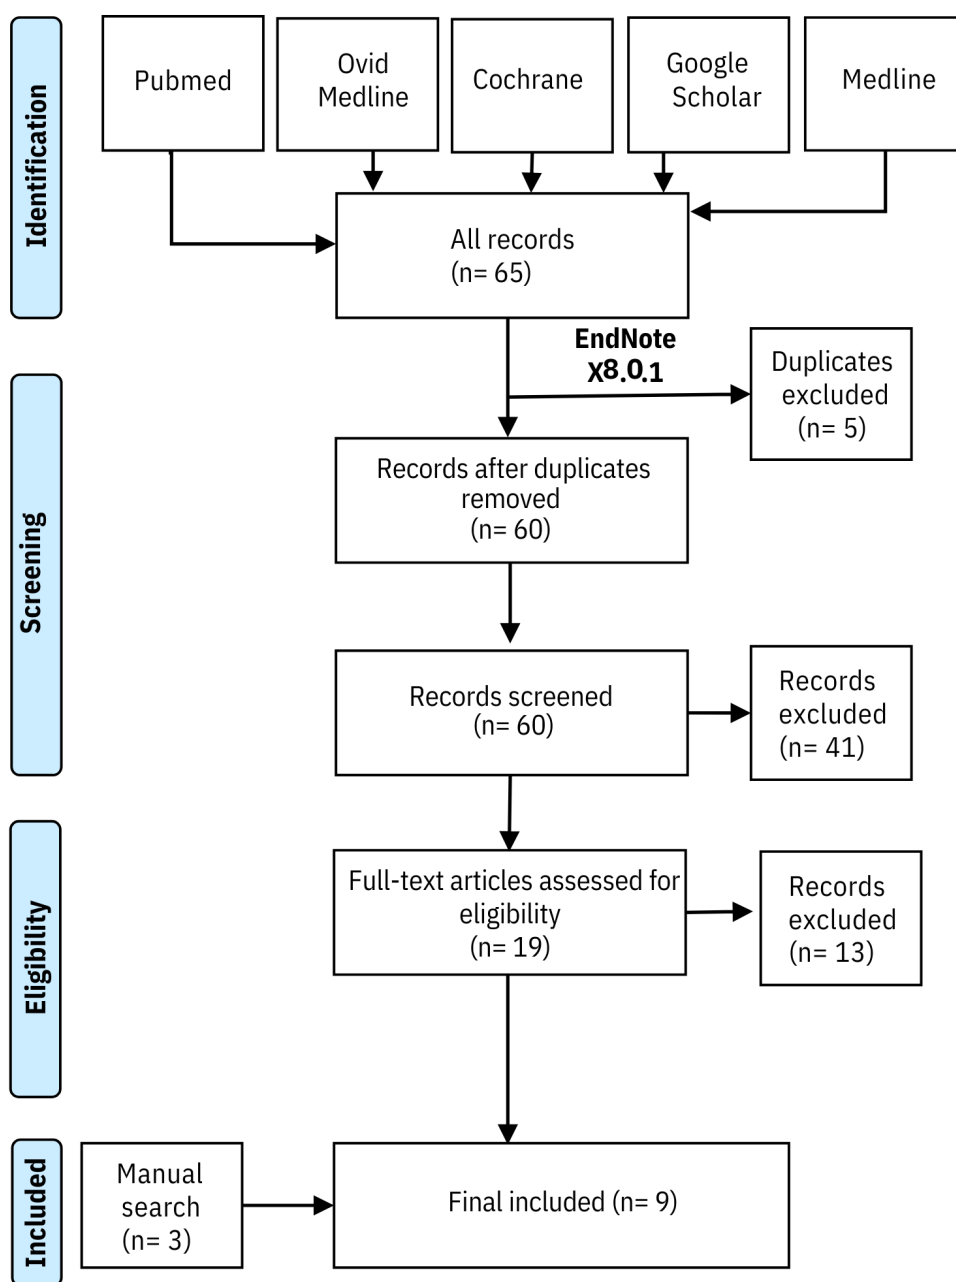 Identification
Pubmed
Ovid
Medline
Cochrane
Google
Scholar
Medline
All records
(n= 65)
EndNote
X8.0.1
Duplicates
excluded
(n= 5)
Screening
Records after duplicates
removed
(n= 60)
Records screened
(n= 60)
Records
excluded
(n= 41)
Eligibility
Full-text articles assessed for
eligibility
(n= 19)
Records
excluded
(n= 13)
Included
Manual
search
(n= 3)
Final included (n= 9)